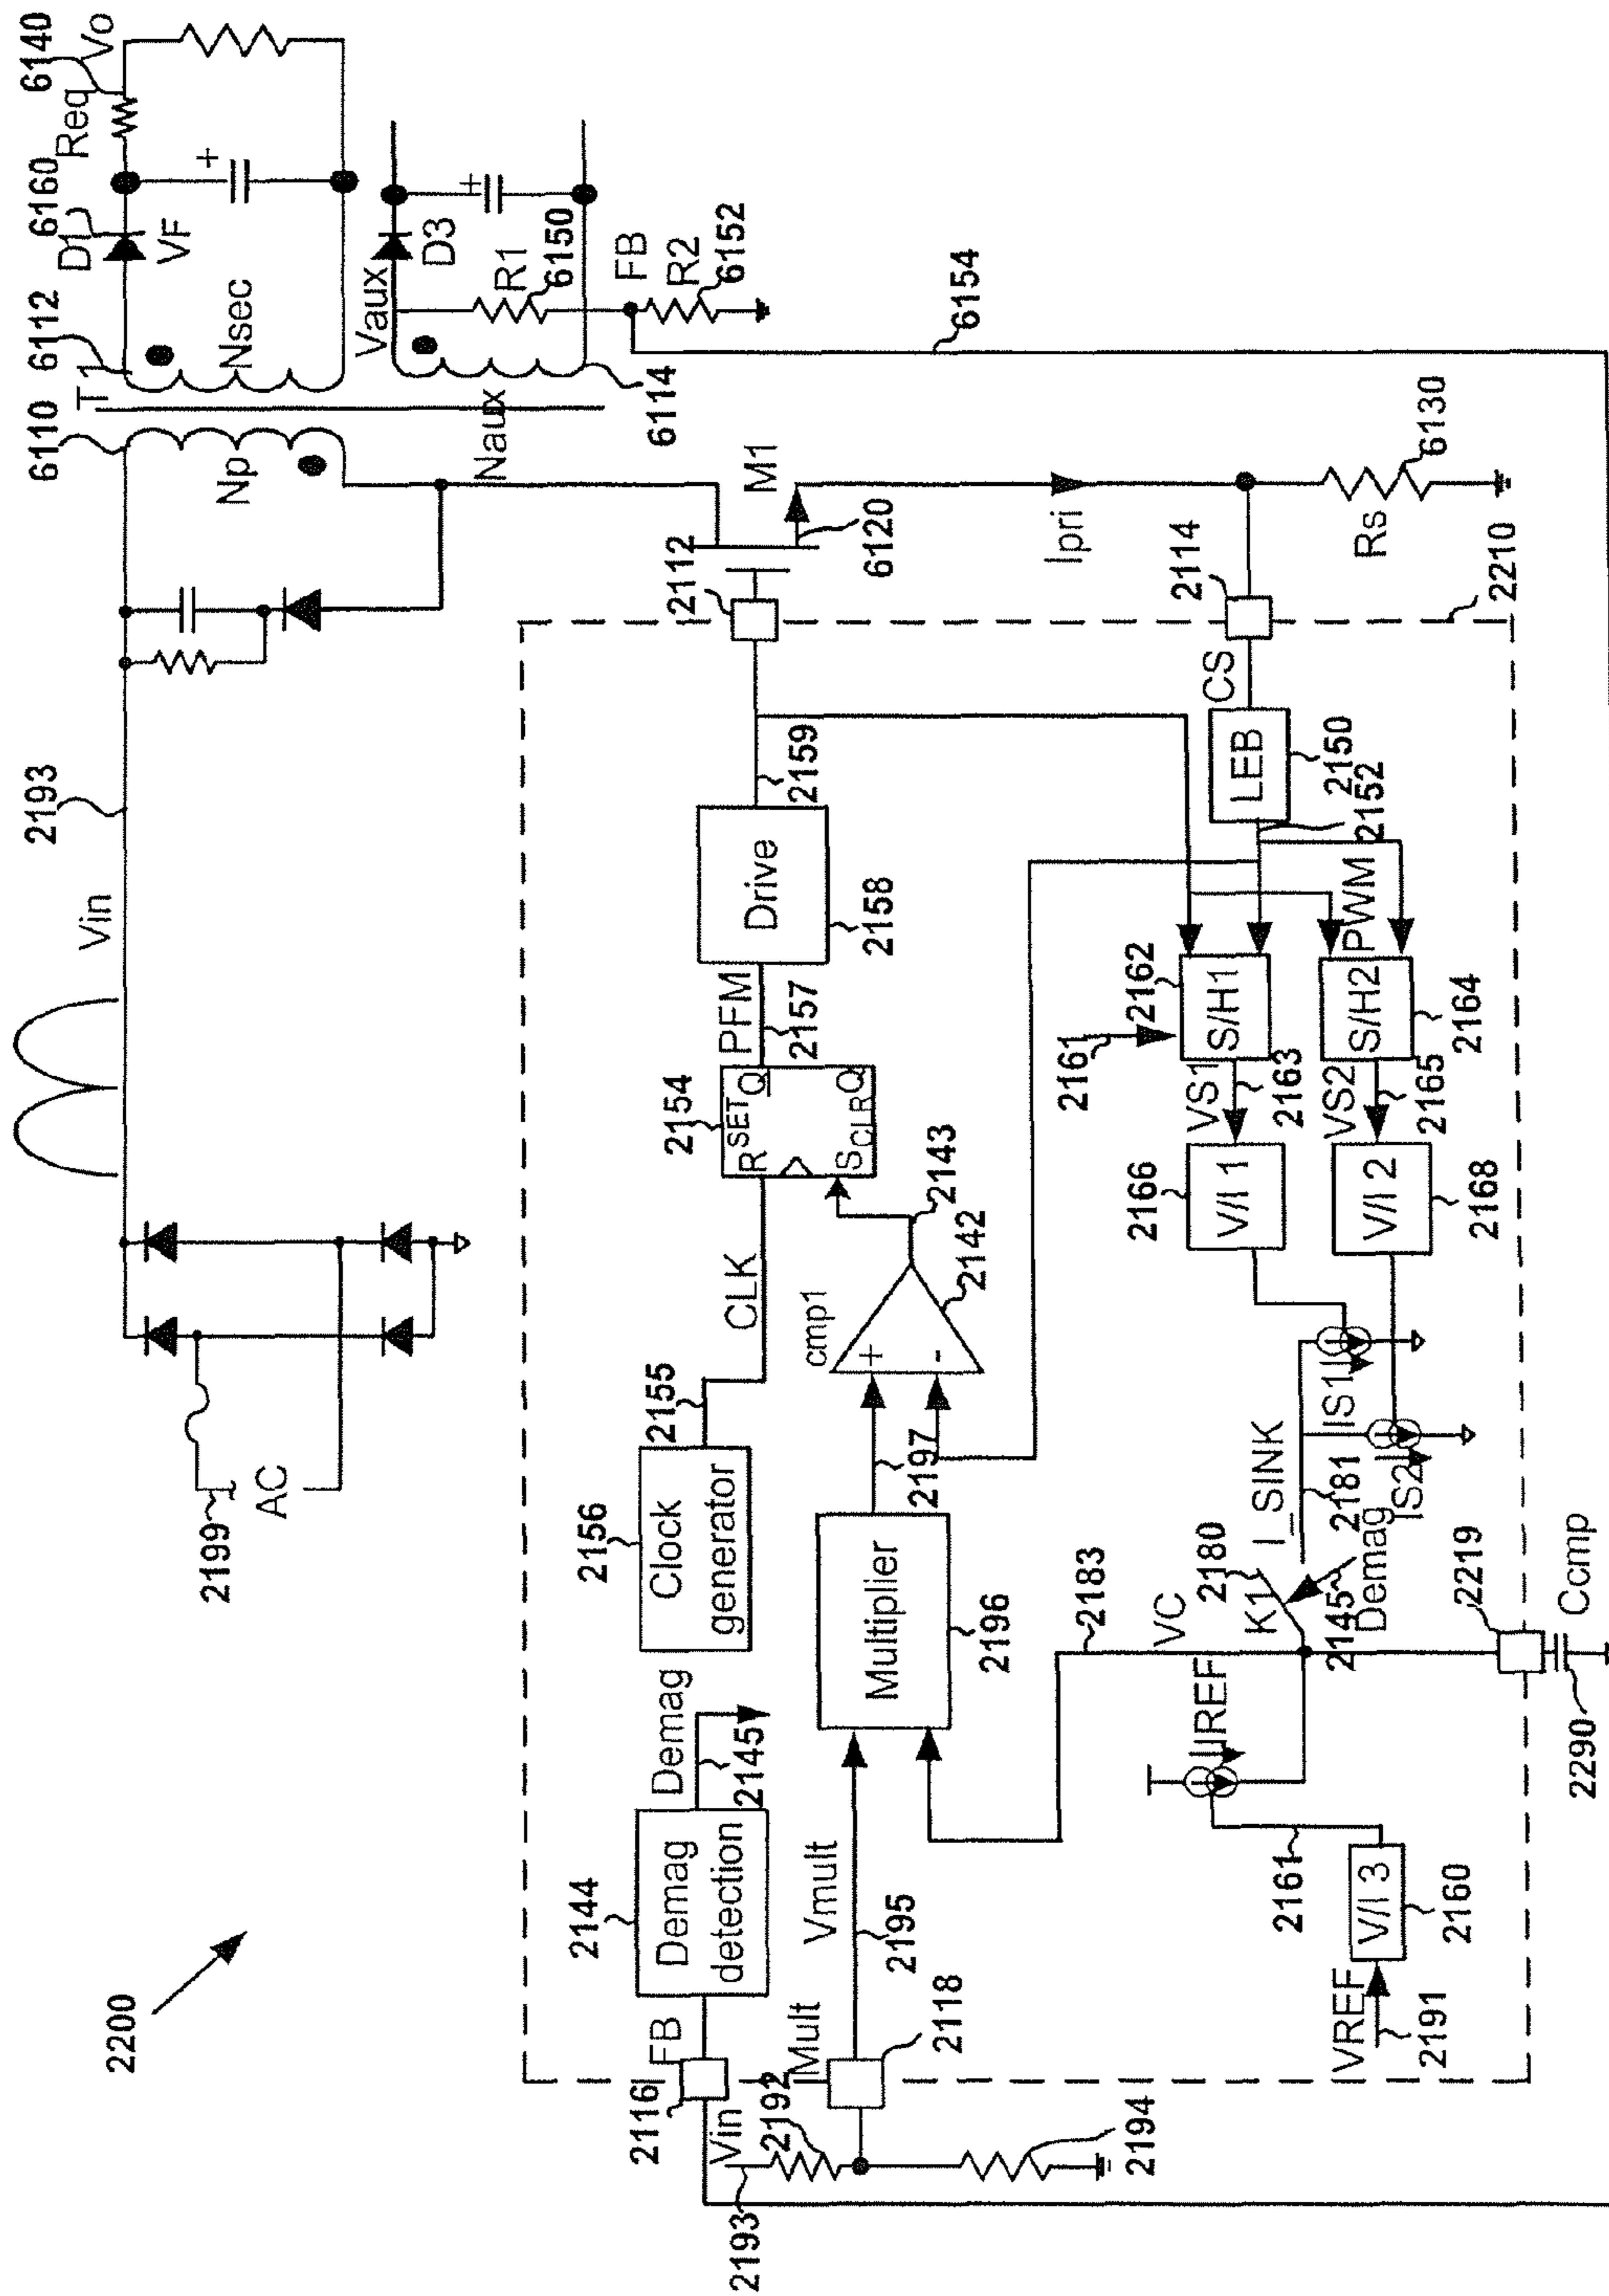 2200
2199
AC
Vin
2193
6110
Np
T1
6112
Nsec
D1
6160
VF
Req
6140
Vo
Vaux
D3
R1
6150
FB
R2
6152
6154
Naux
6114
M1
6120
Ipri
6130
Rs
2210
2112
2114
CS
LEB
2150
2152
2116
FB
2144
Demag
detection
Demag
2145
2156
Clock
generator
2155
CLK
2154
R SET Q
S CLR Q
PFM
2157
Drive
2158
2159
Vin
2193
2192
2194
Mult
2118
Vmult
2195
Multiplier
2196
2197
cmp1
+
-
2142
2143
2161
2162
S/H1
PWM
S/H2
2164
VS1
2163
VS2
2165
2166
V/I 1
V/I 2
2168
IS1
IS2
I_SINK
2181
2180
K1
2145
Demag
VC
2183
IREF
2161
V/I 3
2160
VREF
2191
2219
Ccmp
2290
+
+